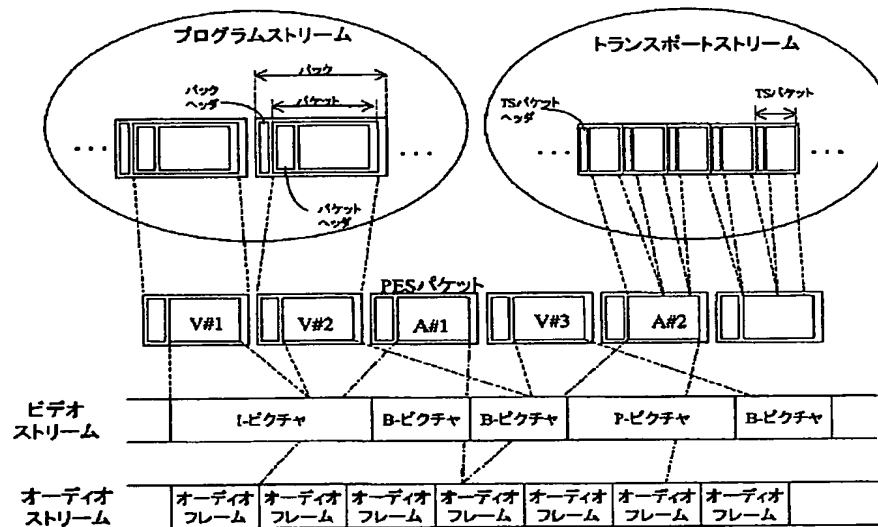 プログラムストリーム
パック
パック
ヘッダ
パケット
パケット
ヘッダ
トランスポートストリーム
TSパケット
ヘッダ
TSパケット
PESパケット
V#1
V#2
A#1
V#3
A#2
ビデオ
ストリーム
I-ピクチャ
B-ピクチャ
B-ピクチャ
P-ピクチャ
B-ピクチャ
オーディオ
ストリーム
オーディオ
フレーム
オーディオ
フレーム
オーディオ
フレーム
オーディオ
フレーム
オーディオ
フレーム
オーディオ
フレーム
オーディオ
フレーム